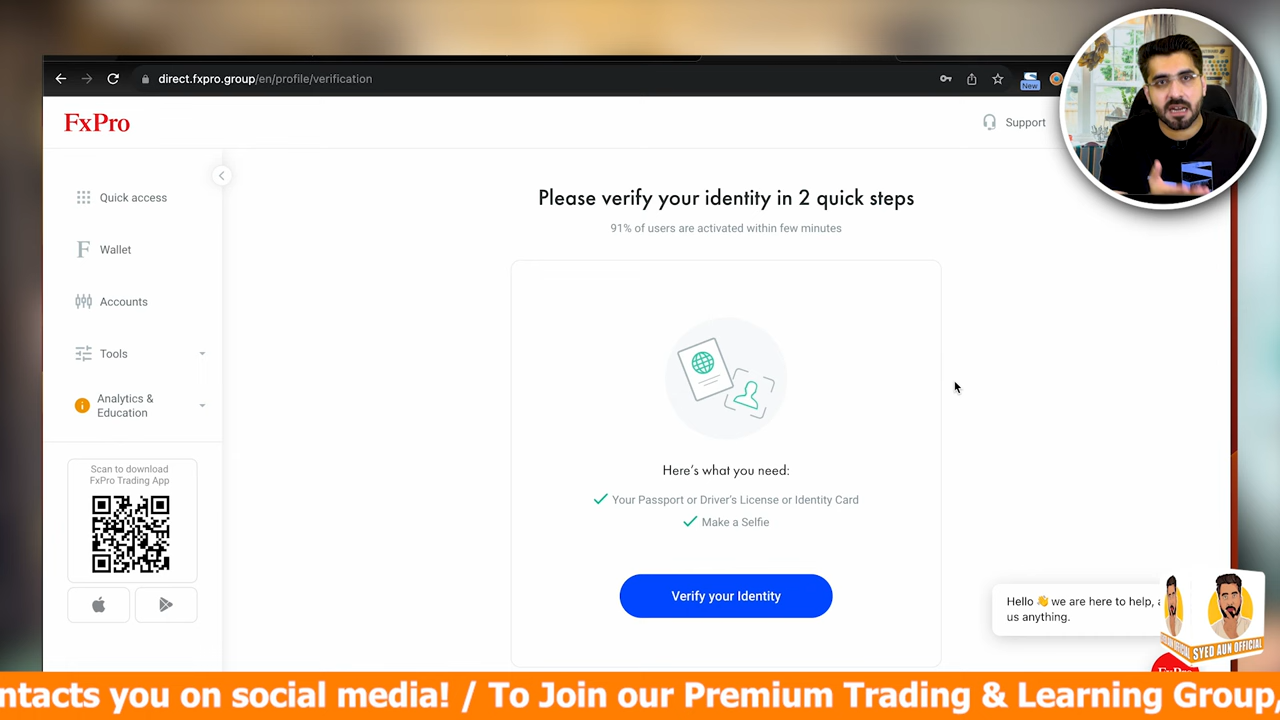 direct.fxpro.group/en/profile/verification
New
FxPro
Support
Quick access
Wallet
Accounts
Tools
Analytics &
Education
Scan to download
FxPro Trading App
Please verify your identity in 2 quick steps
91% of users are activated within few minutes
Here's what you need:
Your Passport or Driver's License or Identity Card
Make a Selfie
Verify your Identity
Hello 👋 we are here to help, a
us anything.
SYED AUN OFFICIAL
ntacts you on social media! / To Join our Premium Trading & Learning Group,